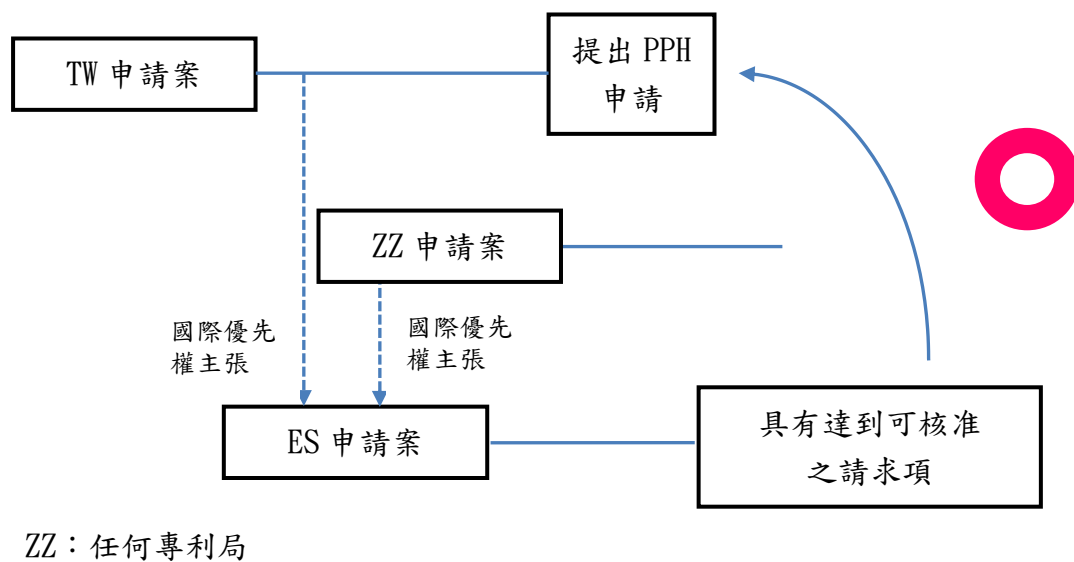 TW 申請案
提出 PPH
申請
ZZ 申請案
國際優先
權主張
國際優先
權主張
ES 申請案
具有達到可核准
之請求項
ZZ：任何專利局